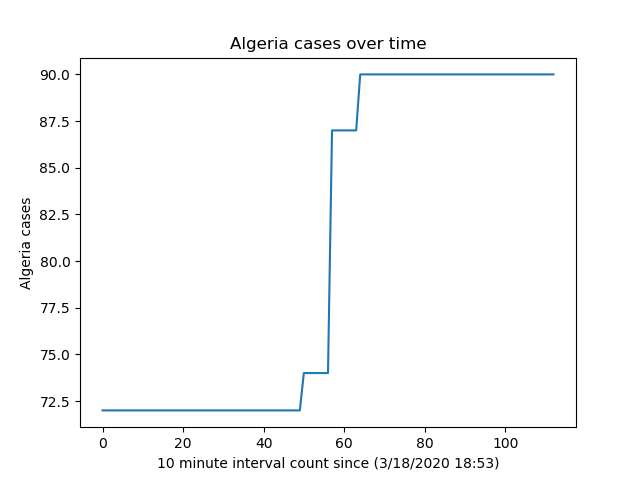 Algeria cases over time
90.0
87.5
85.0
82.5
80.0
77.5
75.0
72.5
Algeria cases
0 20 40 60 80 100
10 minute interval count since (3/18/2020 18:53)